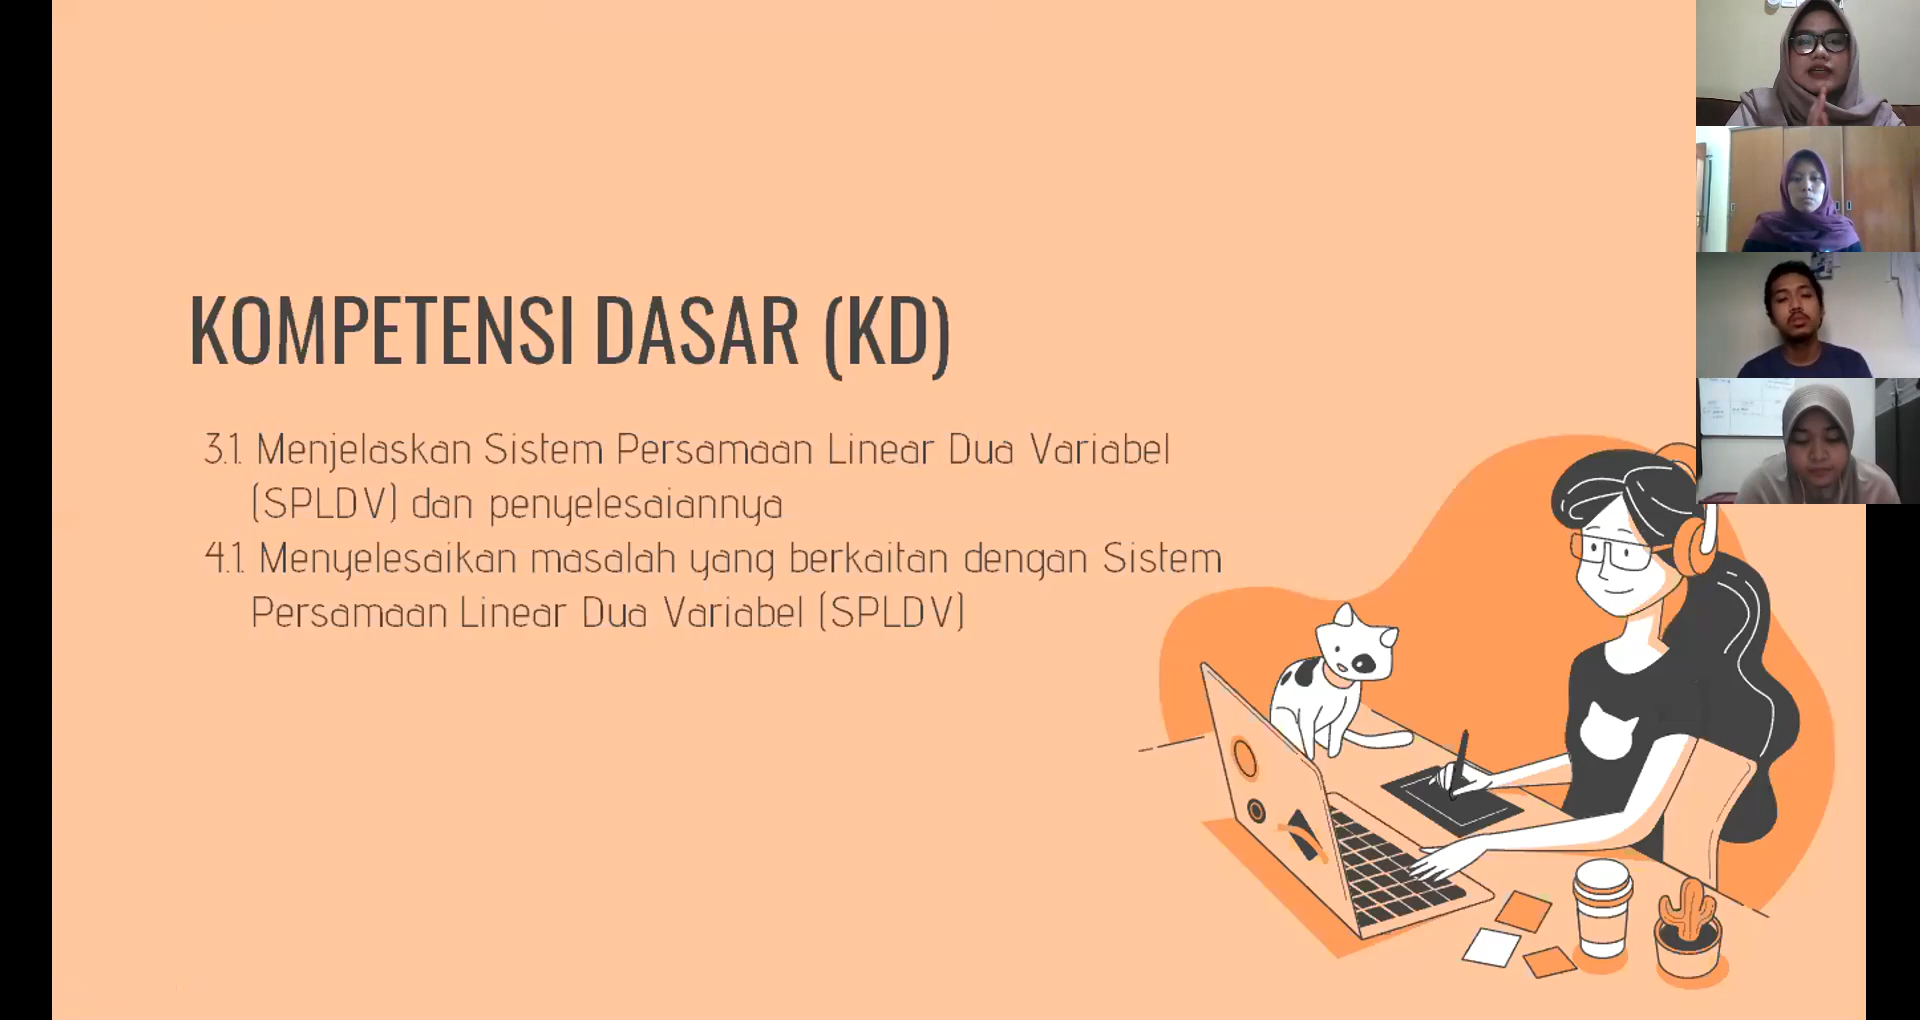 KOMPETENSI DASAR (KD)
3.1. Menjelaskan Sistem Persamaan Linear Dua Variabel
(SPLDV) dan penyelesaiannya
4.1. Menyelesaikan masalah yang berkaitan dengan Sistem
Persamaan Linear Dua Variabel (SPLDV)